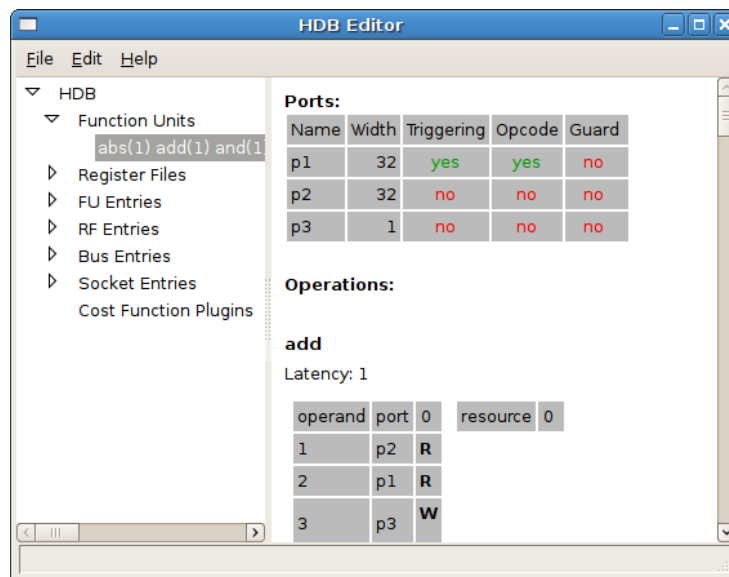 HDB Editor
File Edit Help
HDB
Function Units
abs(1) add(1) and(1)
Register Files
FU Entries
RF Entries
Bus Entries
Socket Entries
Cost Function Plugins
Ports:
Name Width Triggering Opcode Guard
p1 32 yes yes no
p2 32 no no no
p3 1 no no no
Operations:
add
Latency: 1
operand port 0 resource 0
1 p2 R
2 p1 R
3 p3 W